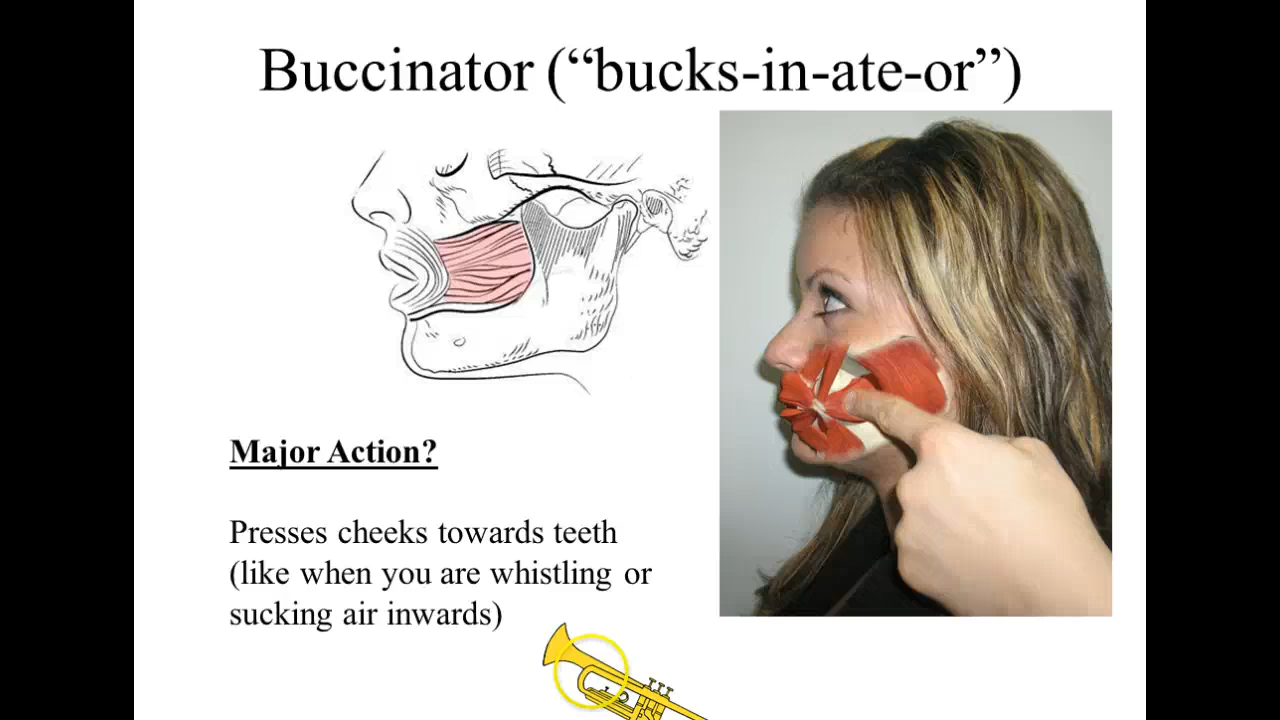 Buccinator (“bucks-in-ate-or”)
Major Action?
Presses cheeks towards teeth
(like when you are whistling or
sucking air inwards)